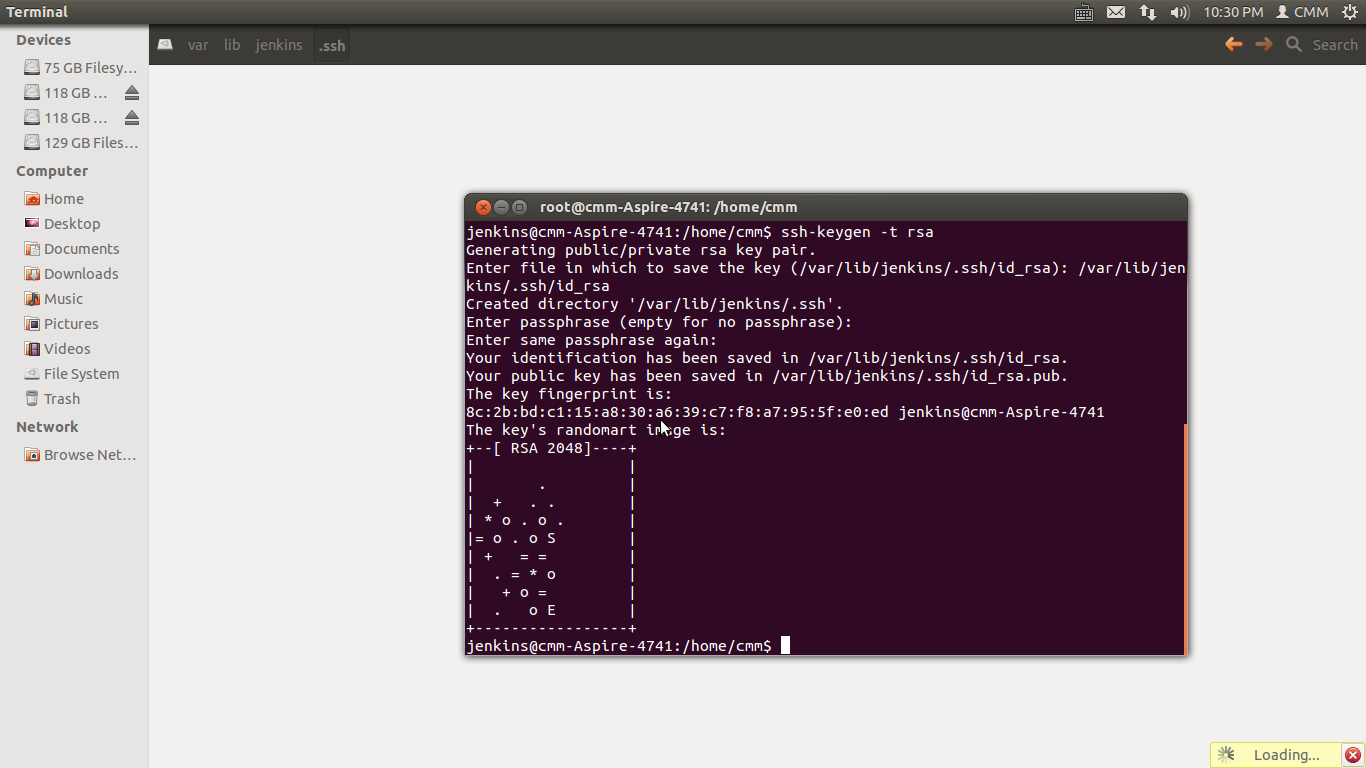 Terminal
10:30 PM
CMM
Devices
75 GB Filesy...
118 GB ...
118 GB ...
129 GB Files...
Computer
Home
Desktop
Documents
Downloads
Music
Pictures
Videos
File System
Trash
Network
Browse Net...
var
lib
jenkins
.ssh
Search
root@cmm-Aspire-4741: /home/cmm
jenkins@cmm-Aspire-4741:/home/cmm$ ssh-keygen -t rsa
Generating public/private rsa key pair.
Enter file in which to save the key (/var/lib/jenkins/.ssh/id_rsa): /var/lib/jen
kins/.ssh/id_rsa
Created directory '/var/lib/jenkins/.ssh'.
Enter passphrase (empty for no passphrase):
Enter same passphrase again:
Your identification has been saved in /var/lib/jenkins/.ssh/id_rsa.
Your public key has been saved in /var/lib/jenkins/.ssh/id_rsa.pub.
The key fingerprint is:
8c:2b:bd:c1:15:a8:30:a6:39:c7:f8:a7:95:5f:e0:ed jenkins@cmm-Aspire-4741
The key's randomart image is:
+--[ RSA 2048]----+
|                 |
|       .         |
|  +   . .        |
| * o . o .       |
|= o . o S        |
| +   = =         |
|  . = * o        |
|   + o =         |
|  .   o E        |
+-----------------+
jenkins@cmm-Aspire-4741:/home/cmm$
Loading...